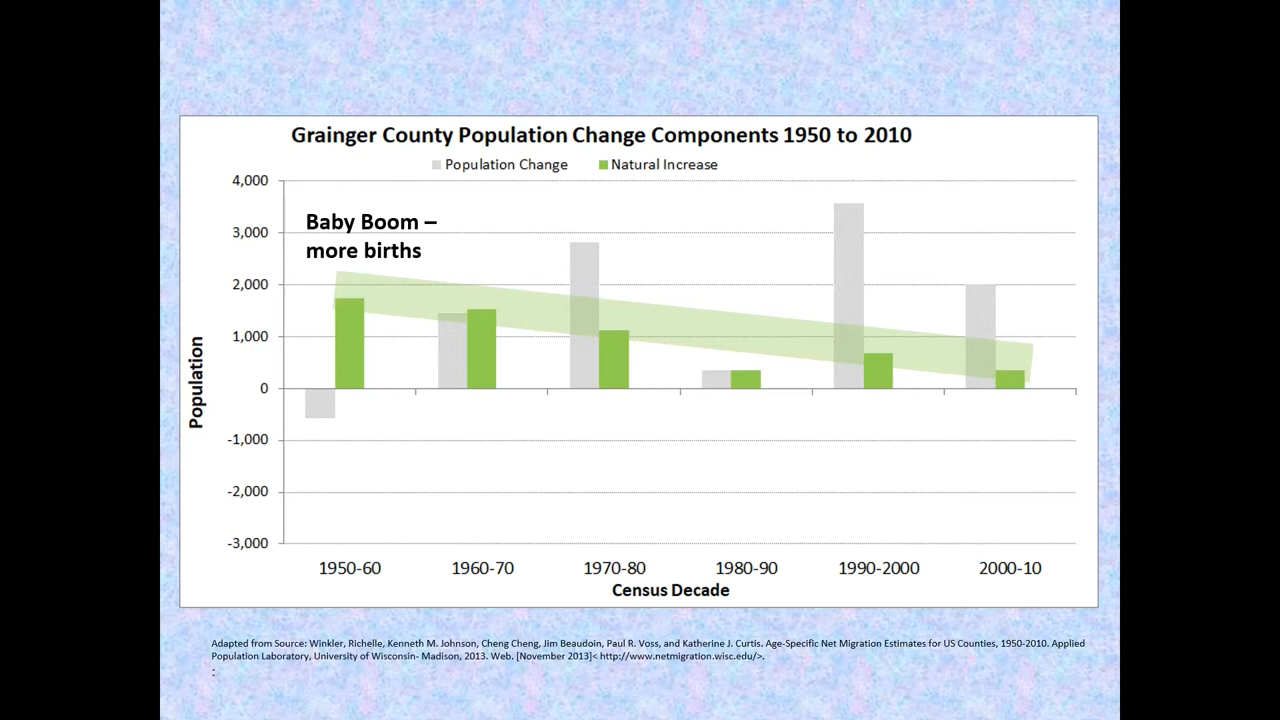 Grainger County Population Change Components 1950 to 2010
Population Change
Natural Increase
4,000
3,000
2,000
1,000
0
-1,000
-2,000
-3,000
Baby Boom –
more births
Population
1950-60
1960-70
1970-80
1980-90
1990-2000
2000-10
Census Decade
Adapted from Source: Winkler, Richelle, Kenneth M. Johnson, Cheng Cheng, Jim Beaudoin, Paul R. Voss, and Katherine J. Curtis. Age-Specific Net Migration Estimates for US Counties, 1950-2010. Applied
Population Laboratory, University of Wisconsin- Madison, 2013. Web. [November 2013]< http://www.netmigration.wisc.edu/>.
: